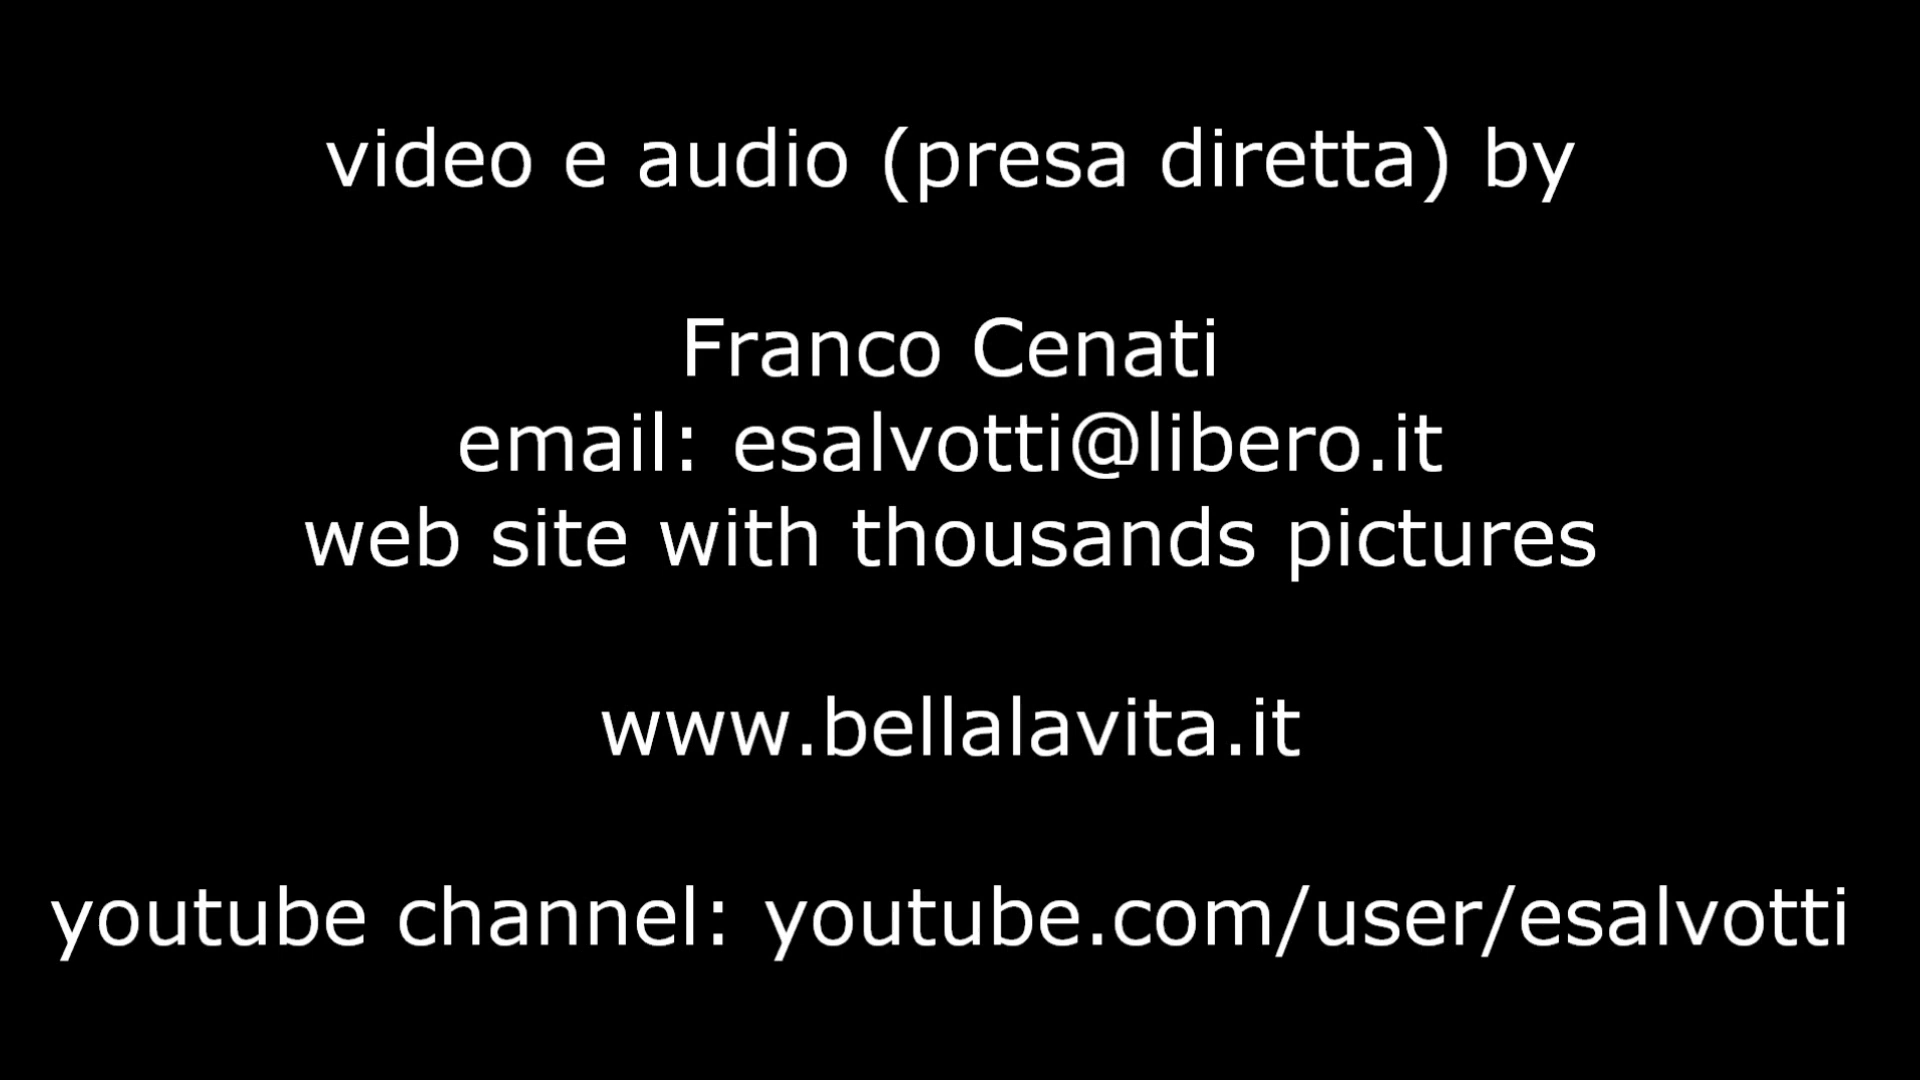 video e audio (presa diretta) by
Franco Cenati
email: esalvotti@libero.it
web site with thousands pictures
www.bellalavita.it
youtube channel: youtube.com/user/esalvotti